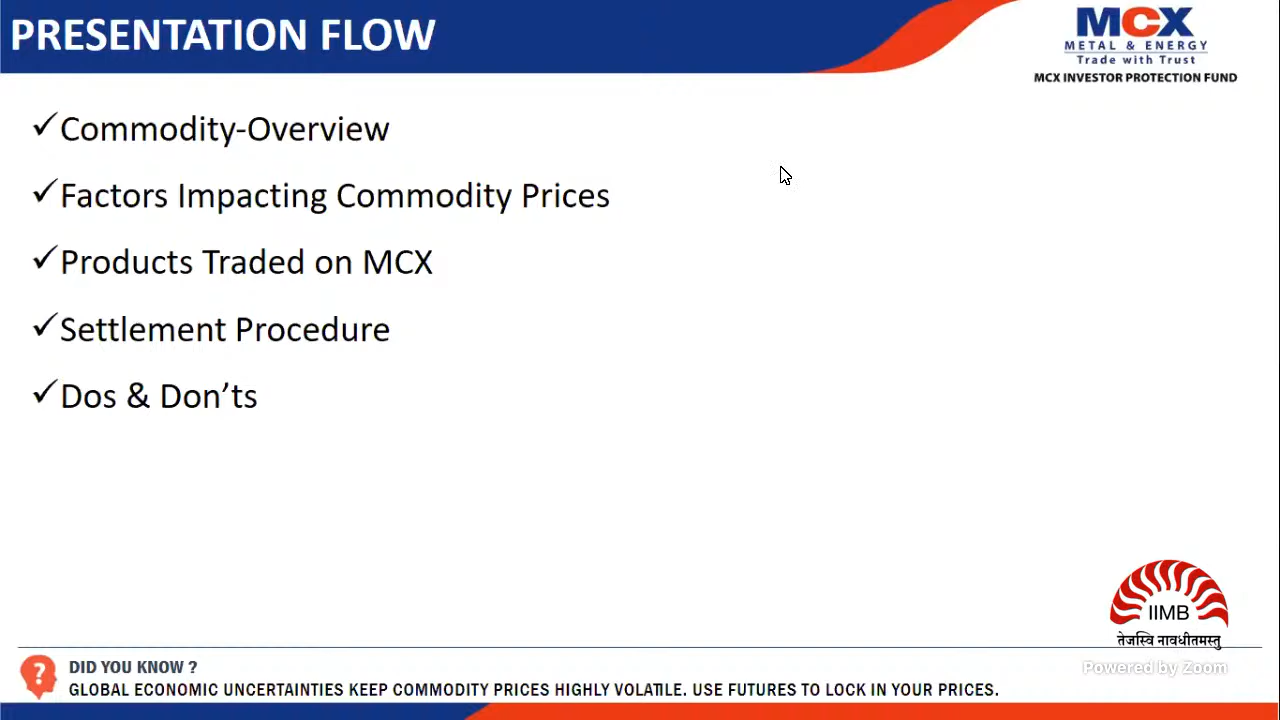 PRESENTATION FLOW
MCX
METAL & ENERGY
Trade with Trust
MCX INVESTOR PROTECTION FUND
✓Commodity-Overview
✓Factors Impacting Commodity Prices
✓Products Traded on MCX
✓Settlement Procedure
✓Dos & Don’ts
IIMB
तेजस्वि नावधीतमस्तु
Powered by Zoom
?
DID YOU KNOW ?
GLOBAL ECONOMIC UNCERTAINTIES KEEP COMMODITY PRICES HIGHLY VOLATILE. USE FUTURES TO LOCK IN YOUR PRICES.